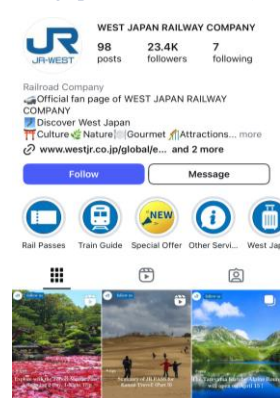 WEST JAPAN RAILWAY COMPANY
JR
JR-WEST
98 23.4K 7
posts followers following
Railroad Company
Official fan page of WEST JAPAN RAILWAY
COMPANY
Discover West Japan
Culture Nature Gourmet Attractions... more
www.westjr.co.jp/global/e... and 2 more
Follow Message
NEW
Rail Passes Train Guide Special Offer Other Servi... West Jap